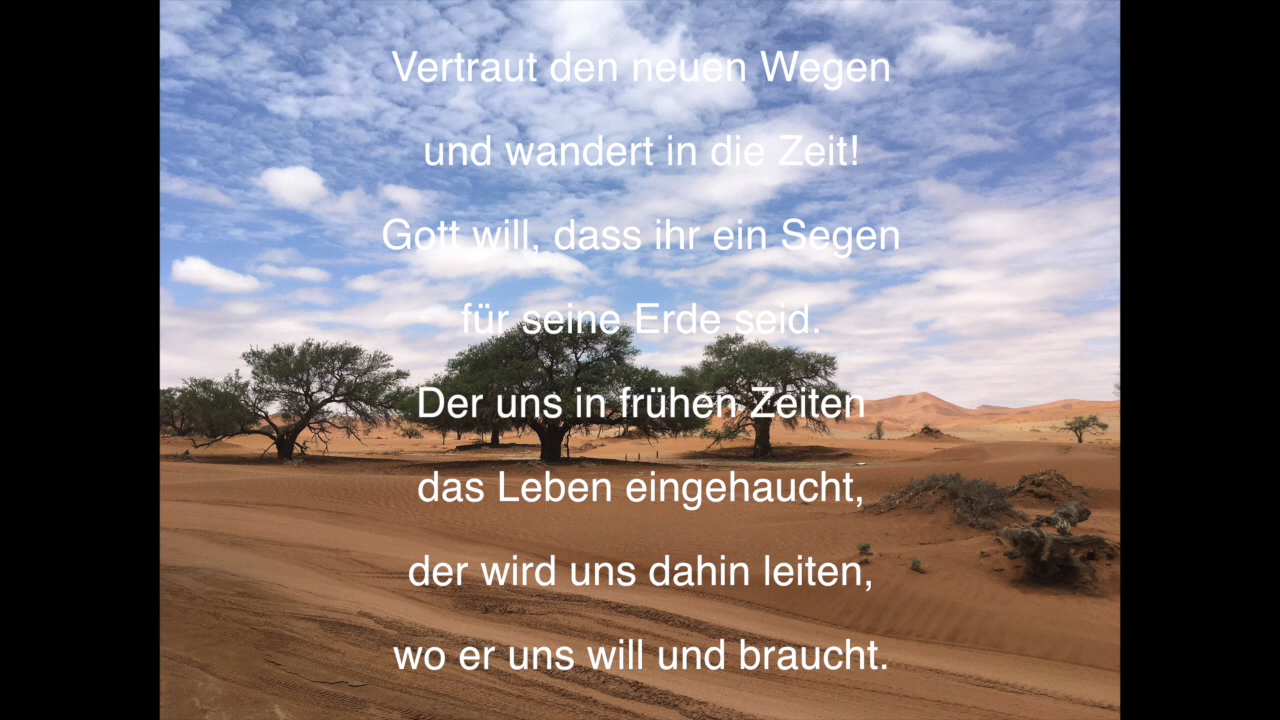 Vertraut den neuen Wegen
und wandert in die Zeit!
Gott will, dass ihr ein Segen
für seine Erde seid.
Der uns in frühen Zeiten
das Leben eingehaucht,
der wird uns dahin leiten,
wo er uns will und braucht.